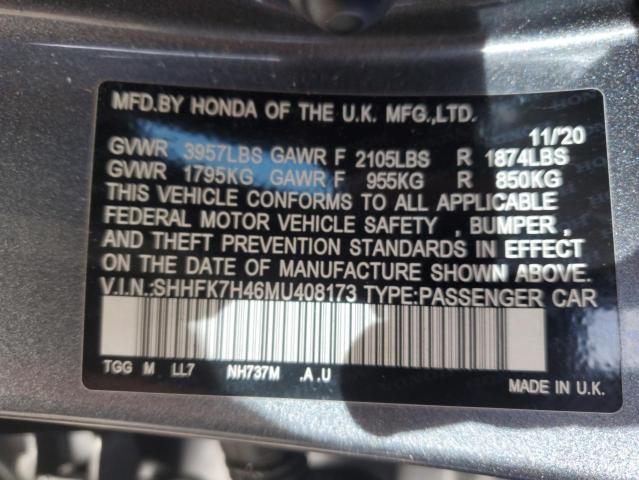 MFD.BY HONDA OF THE U.K. MFG.,LTD.
11/20
GVWR 3957LBS GAWR F 2105LBS R 1874LBS
GVWR 1795KG GAWR F 955KG R 850KG
THIS VEHICLE CONFORMS TO ALL APPLICABLE
FEDERAL MOTOR VEHICLE SAFETY , BUMPER ,
AND THEFT PREVENTION STANDARDS IN EFFECT
ON THE DATE OF MANUFACTURE SHOWN ABOVE.
V.I.N.:SHHFK7H46MU408173 TYPE:PASSENGER CAR
TGG M LL7 NH737M .A .U
MADE IN U.K.